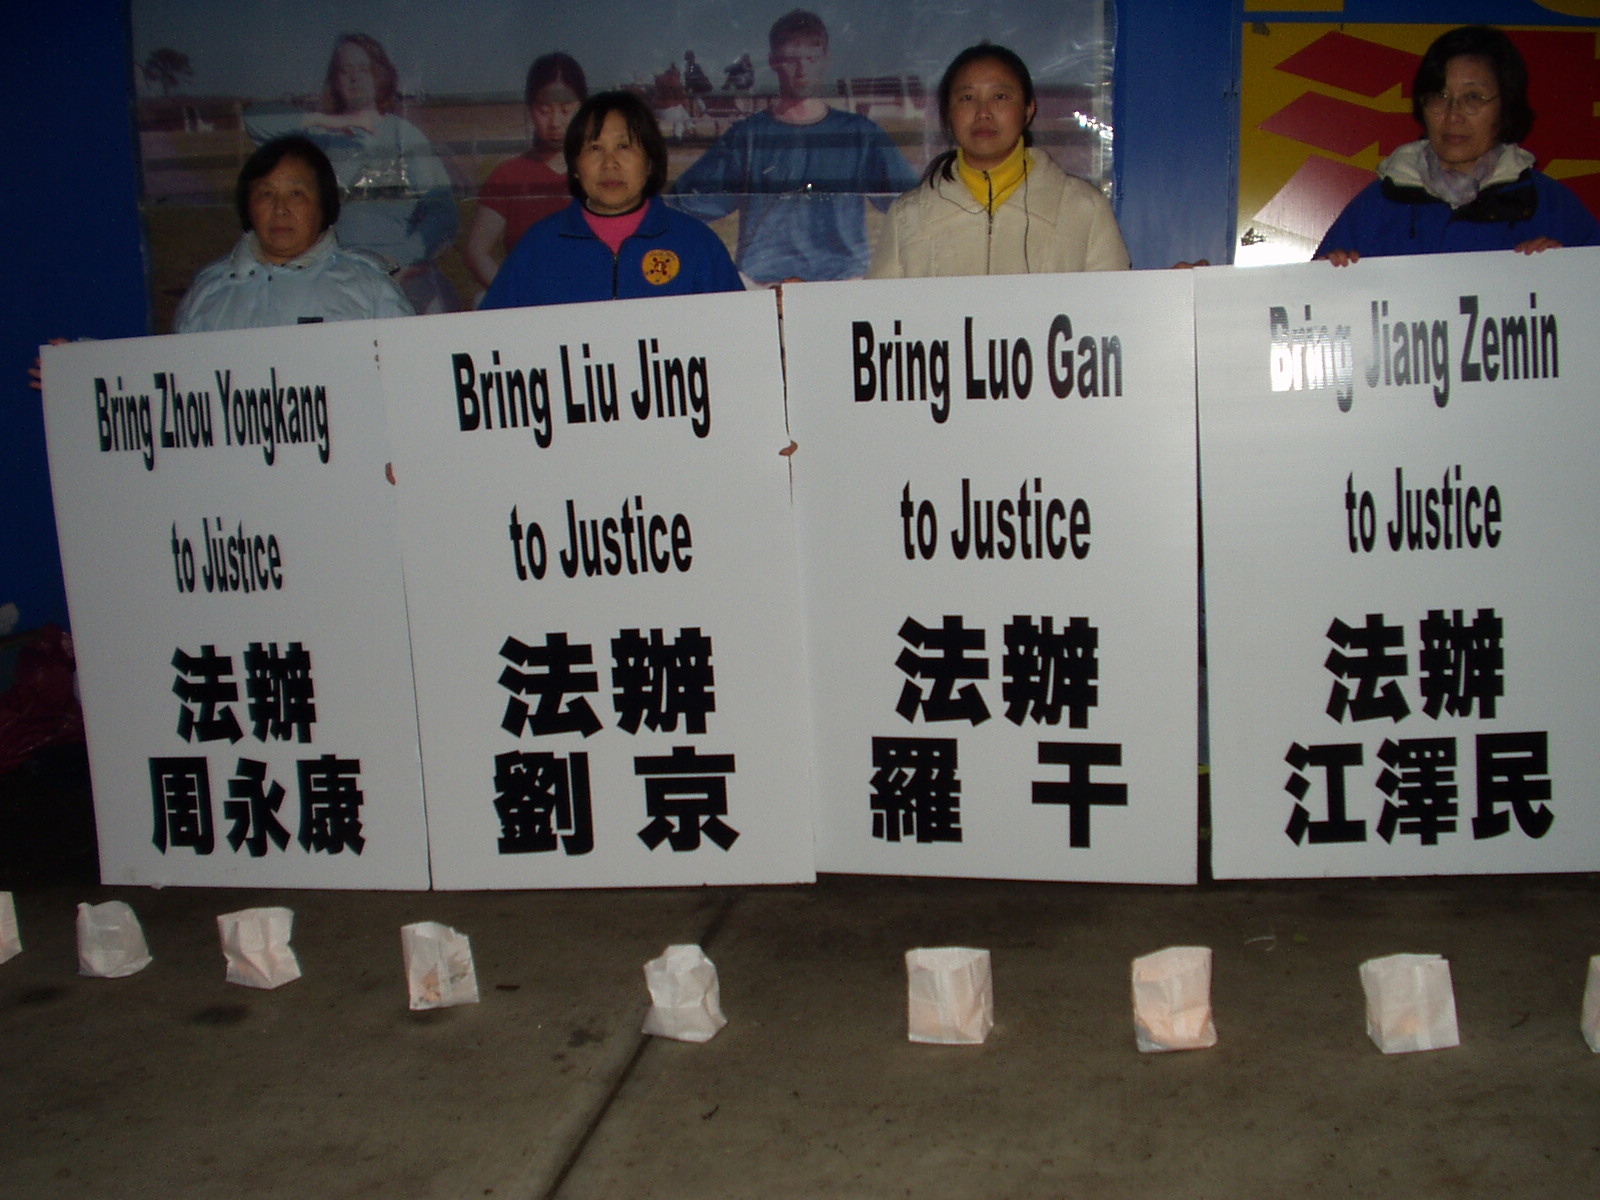 Bring Zhou Yongkang
to Justice
法辦
周永康
Bring Liu Jing
to Justice
法辦
劉京
Bring Luo Gan
to Justice
法辦
羅干
Bring Jiang Zemin
to Justice
法辦
江澤民